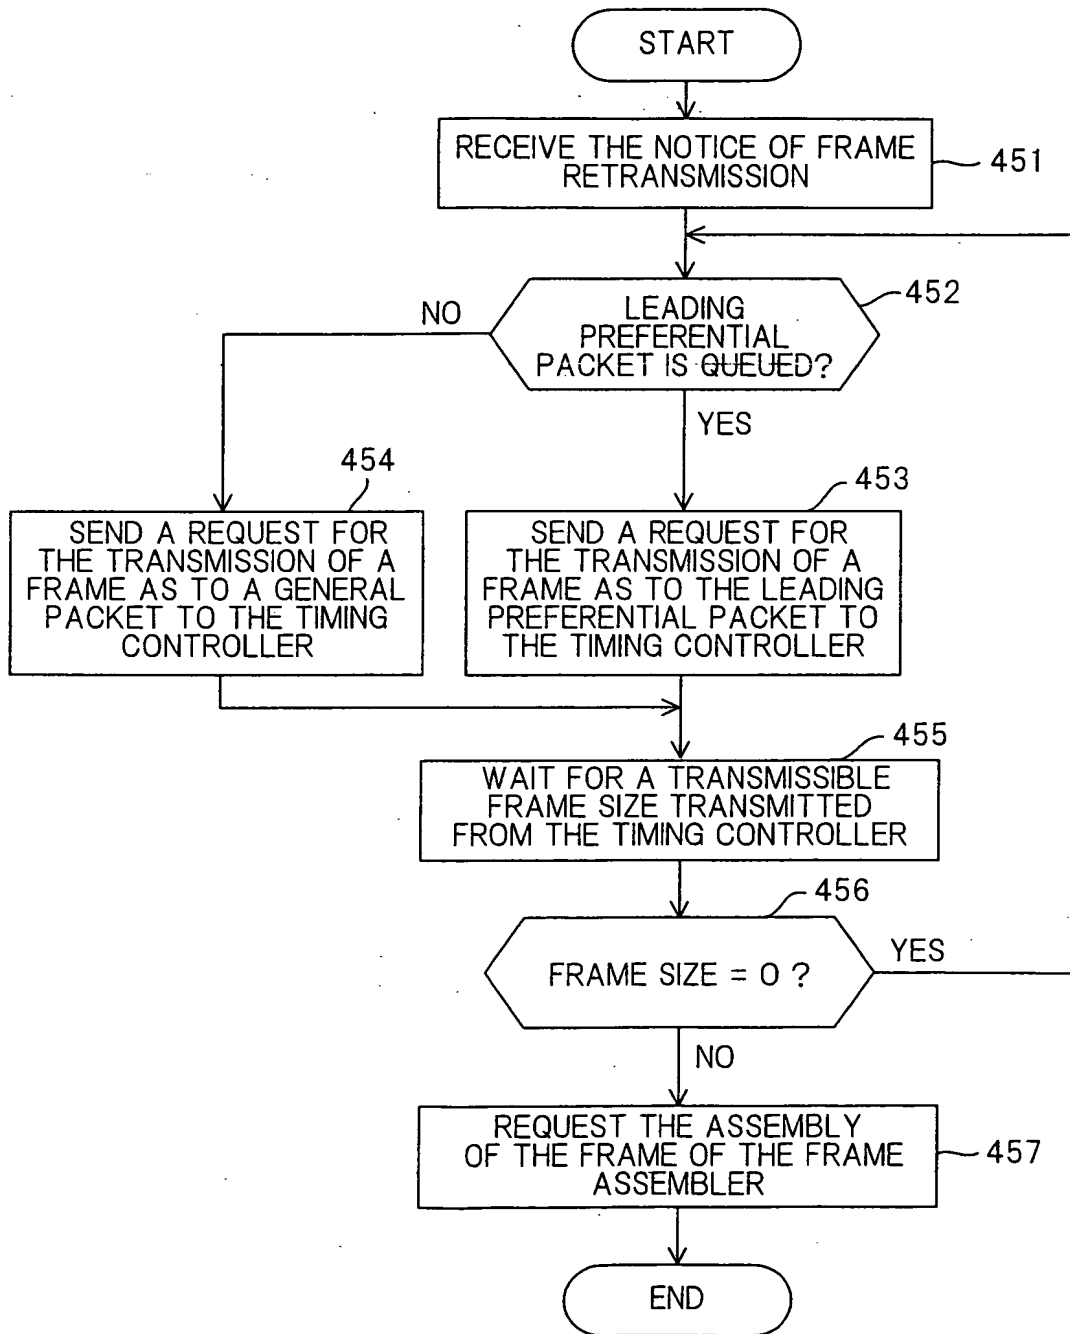 START
RECEIVE THE NOTICE OF FRAME
RETRANSMISSION
451
LEADING
PREFERENTIAL
PACKET IS QUEUED?
452
NO
YES
454
SEND A REQUEST FOR
THE TRANSMISSION OF A
FRAME AS TO A GENERAL
PACKET TO THE TIMING
CONTROLLER
453
SEND A REQUEST FOR
THE TRANSMISSION OF A
FRAME AS TO THE LEADING
PREFERENTIAL PACKET TO
THE TIMING CONTROLLER
455
WAIT FOR A TRANSMISSIBLE
FRAME SIZE TRANSMITTED
FROM THE TIMING CONTROLLER
456
FRAME SIZE = 0 ?
YES
NO
REQUEST THE ASSEMBLY
OF THE FRAME OF THE FRAME
ASSEMBLER
457
END